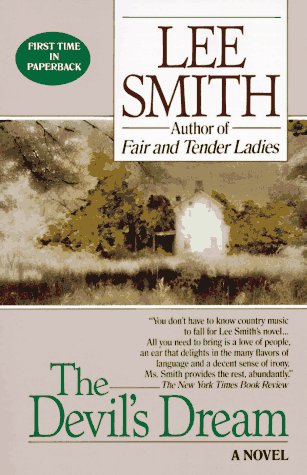 FIRST TIME
IN
PAPERBACK
LEE
SMITH
Author of
Fair and Tender Ladies
"You don't have to know country music
to fall for Lee Smith's novel...
All you need to bring is a love of people,
an ear that delights in the many flavors of
language and a decent sense of irony.
Ms. Smith provides the rest, abundantly."
—The New York Times Book Review
The
Devil's Dream
A NOVEL